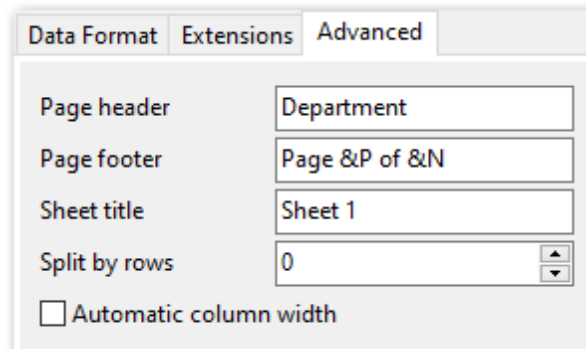 Data Format Extensions Advanced
Page header Department
Page footer Page &P of &N
Sheet title Sheet 1
Split by rows 0
Automatic column width